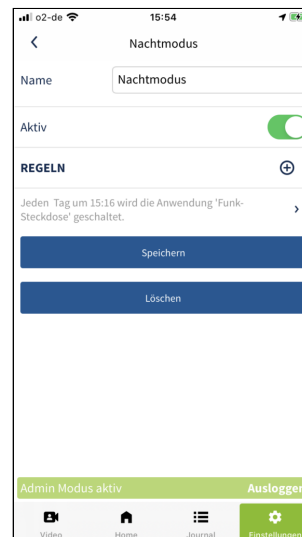 o2-de 15:54
Nachtmodus
Name Nachtmodus
Aktiv
REGELN
Jeden Tag um 15:16 wird die Anwendung 'Funk-
Steckdose' geschaltet.
Speichern
Löschen
Admin Modus aktiv Ausloggen
Video Home Journal Einstellungen